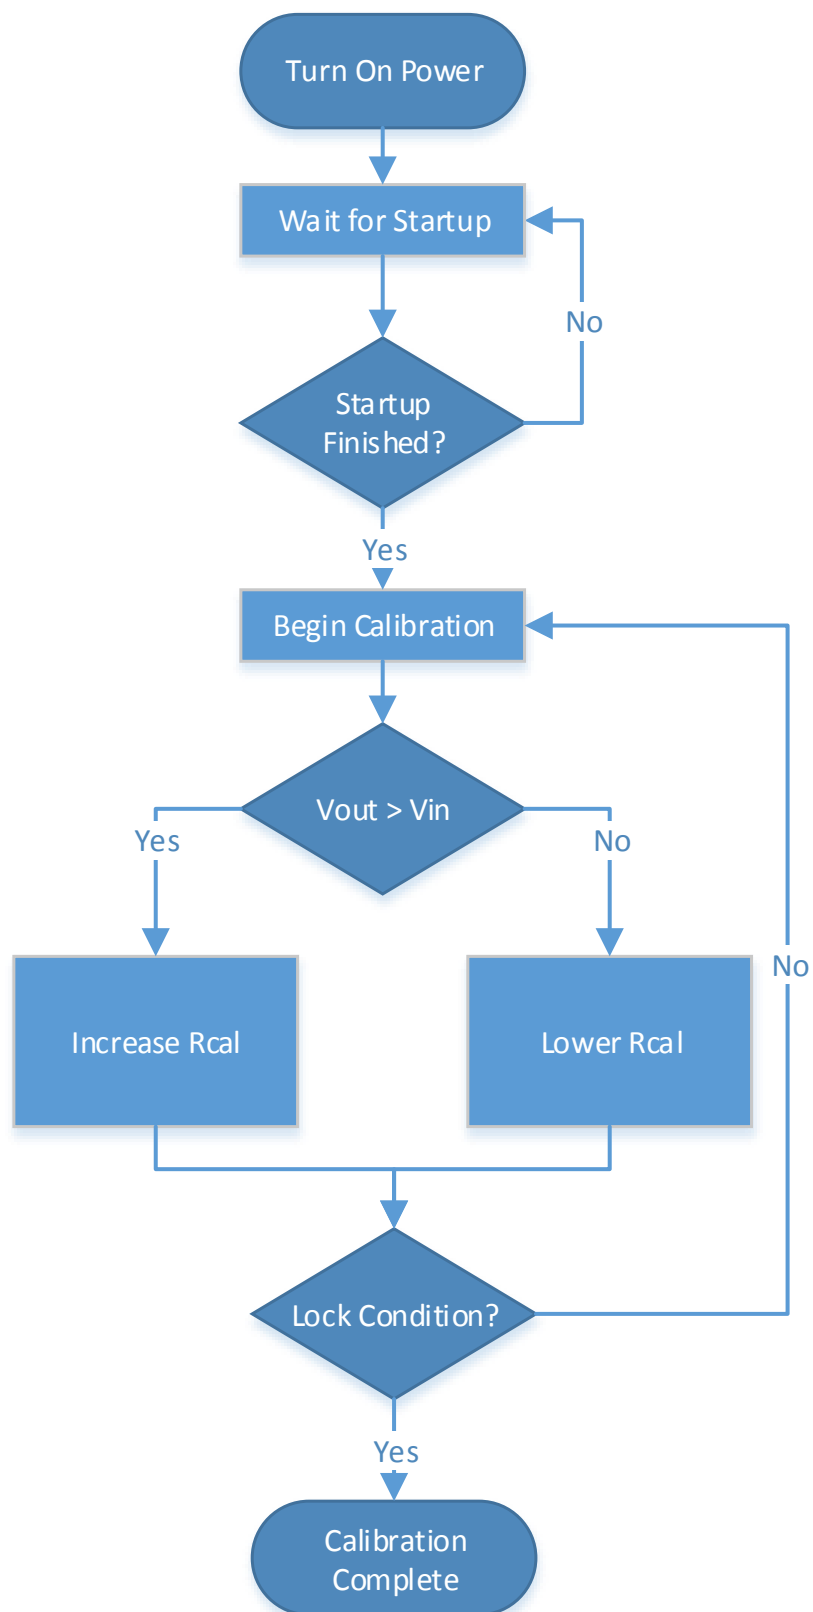 Turn On Power
Wait for Startup
No
Startup
Finished?
Yes
Begin Calibration
Vout > Vin
Yes
No
No
Increase Rcal
Lower Rcal
Lock Condition?
Yes
Calibration
Complete